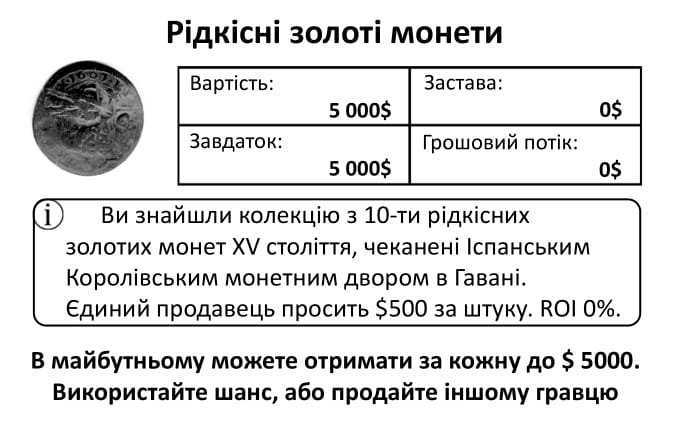 Рідкісні золоті монети
Вартість:
5 000$
Застава:
0$
Завдаток:
5 000$
Грошовий потік:
0$
i Ви знайшли колекцію з 10-ти рідкісних
золотих монет XV століття, чеканені Іспанським
Королівським монетним двором в Гавані.
Єдиний продавець просить $500 за штуку. ROI 0%.
В майбутньому можете отримати за кожну до $ 5000.
Використайте шанс, або продайте іншому гравцю